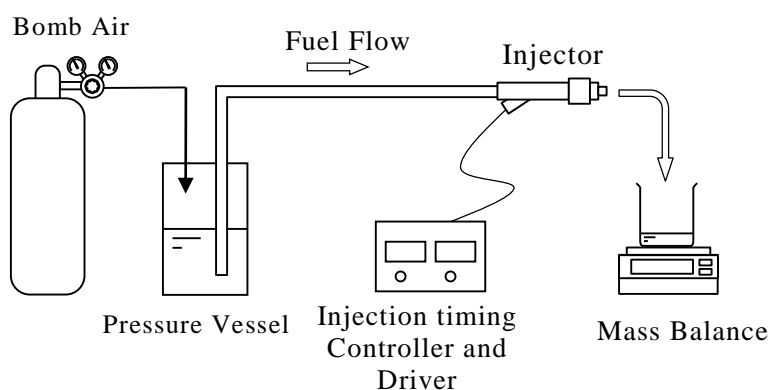 Bomb Air
Fuel Flow
Injector
Pressure Vessel
Injection timing
Controller and
Driver
Mass Balance